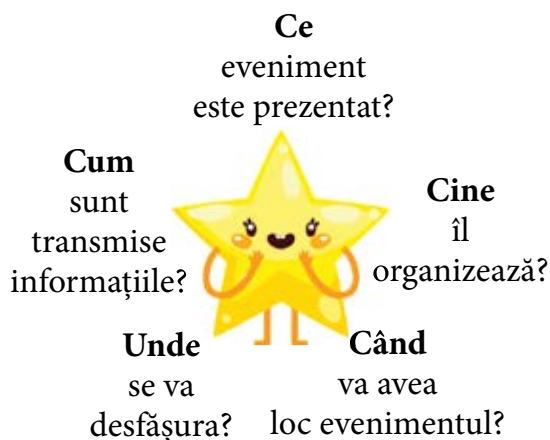 Ce
eveniment
este prezentat?
Cum
sunt
transmise
informațiile?
Cine
îl
organizează?
Unde
se va
desfășura?
Când
va avea
loc evenimentul?